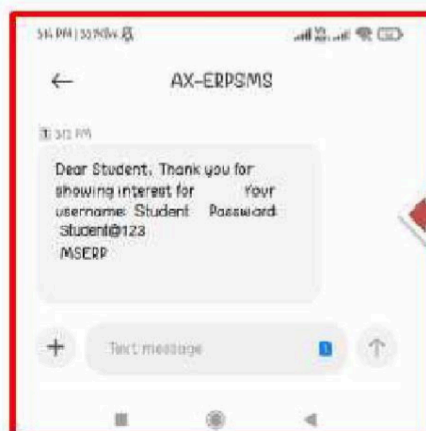 AX-ERPSMS
Dear Student, Thank you for
showing interest for Your
username: Student Password:
Student@123
MSERP
Text message
1